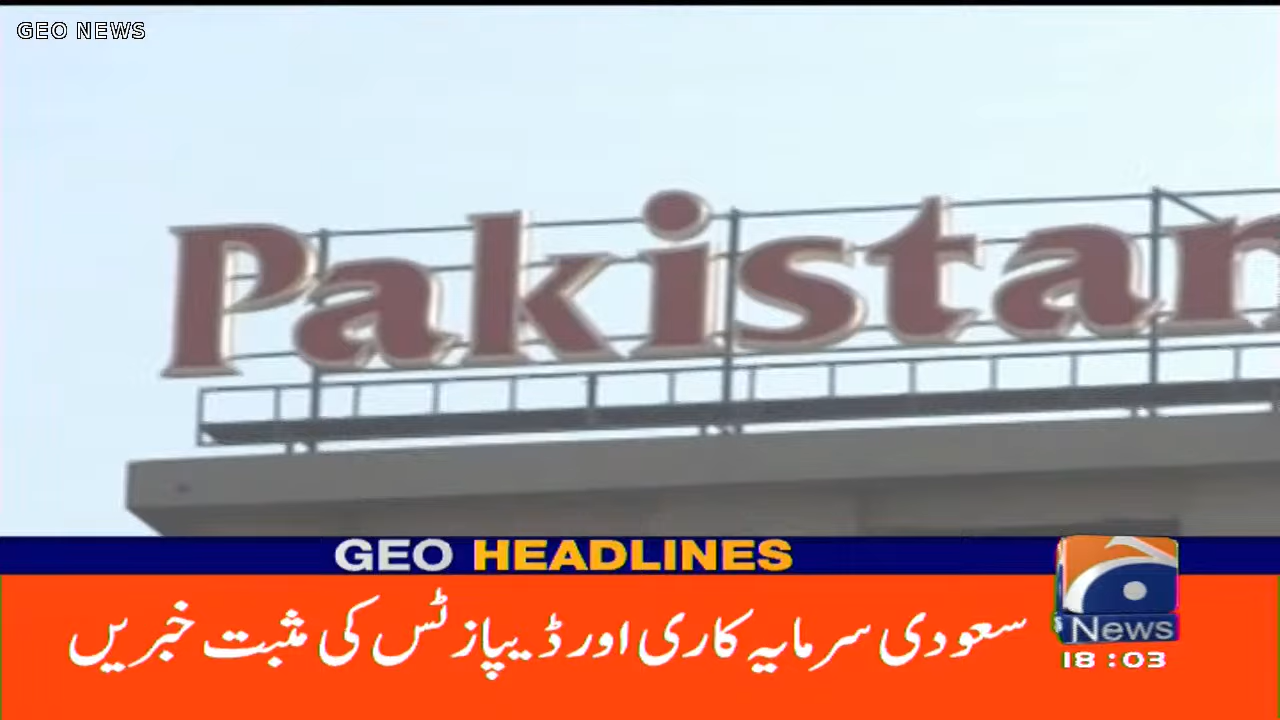 GEO NEWS
Pakistan
GEO HEADLINES
سعودی سرمایہ کاری اور ڈیپازٹس کی مثبت خبریں
News
18:03